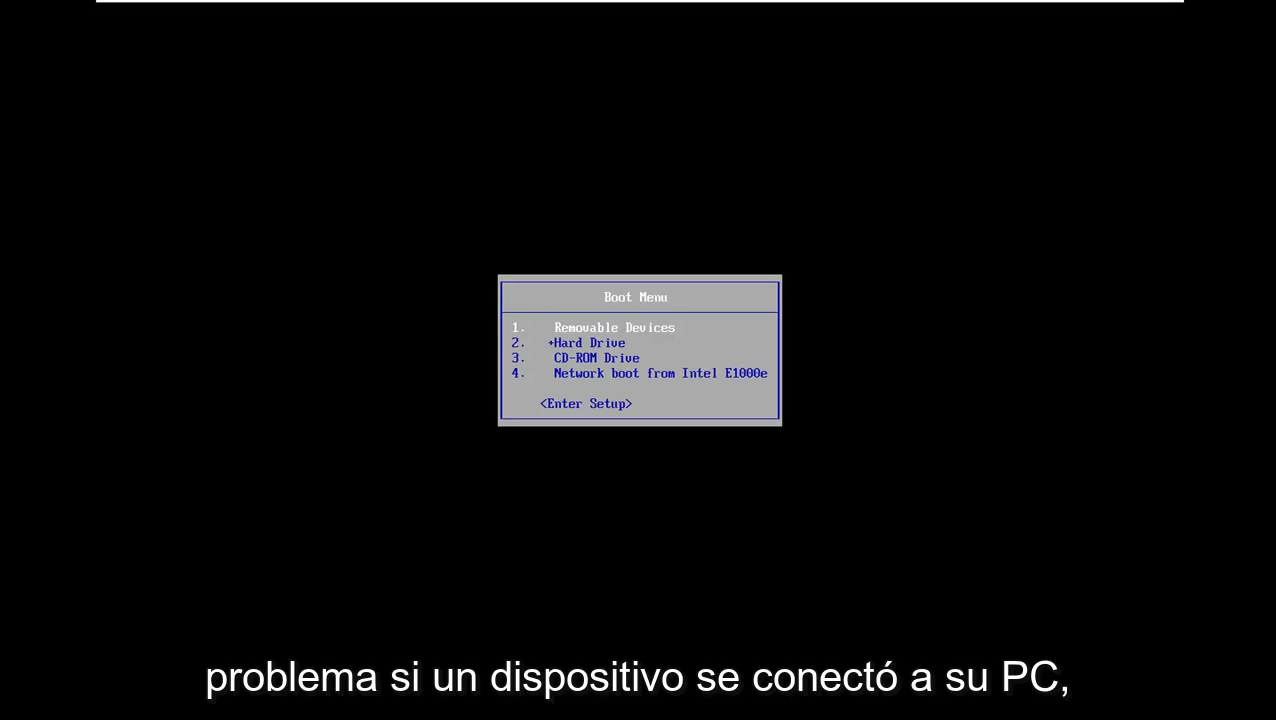 Boot Menu
1. Removable Devices
2. +Hard Drive
3. CD-ROM Drive
4. Network boot from Intel E1000e
<Enter Setup>
problema si un dispositivo se conectó a su PC,